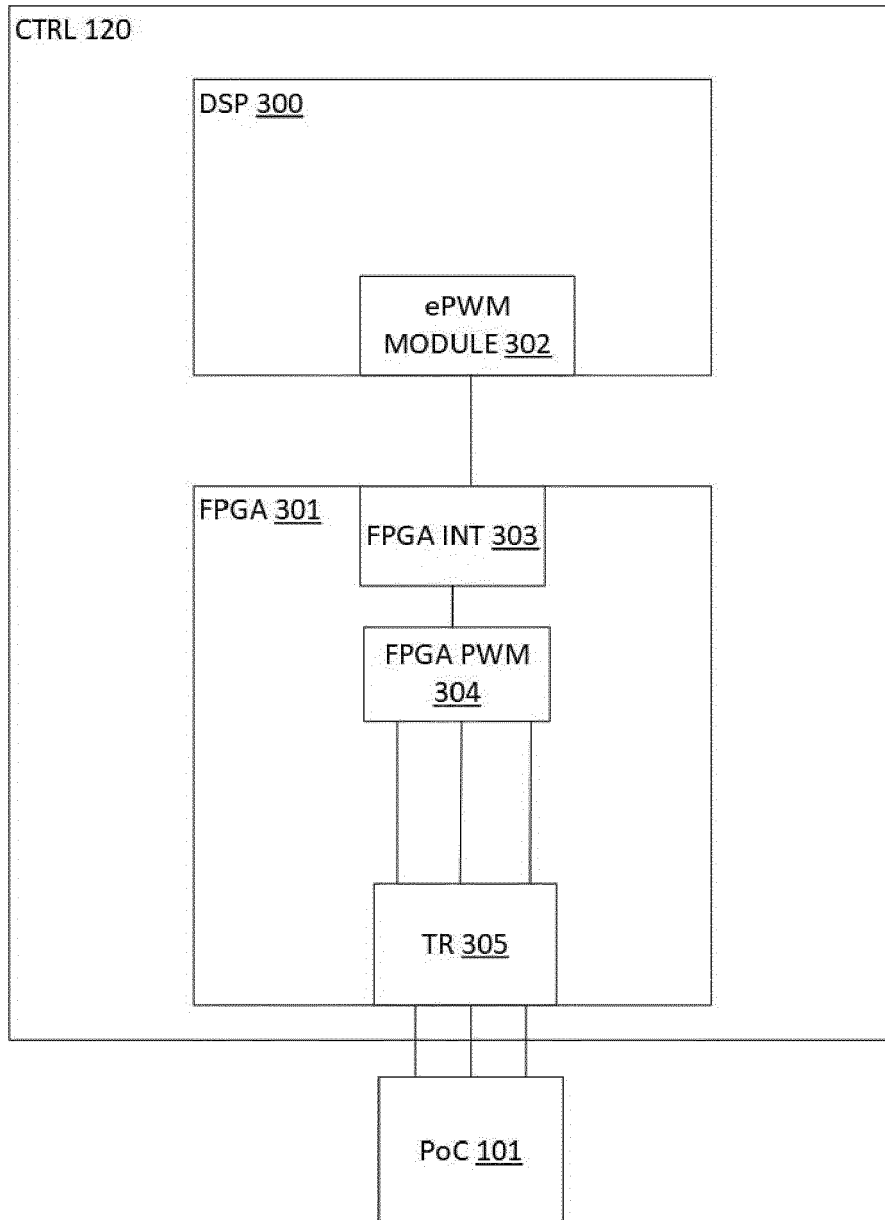 CTRL 120
DSP 300
ePWM
MODULE 302
FPGA 301
FPGA INT 303
FPGA PWM
304
TR 305
PoC 101